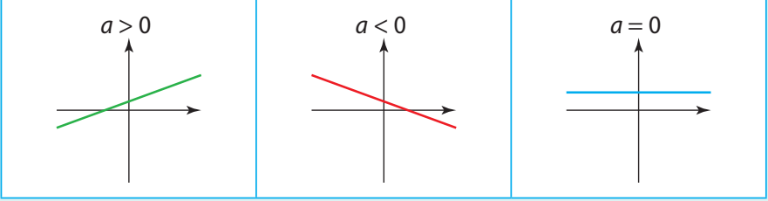 a > 0
a < 0
a = 0